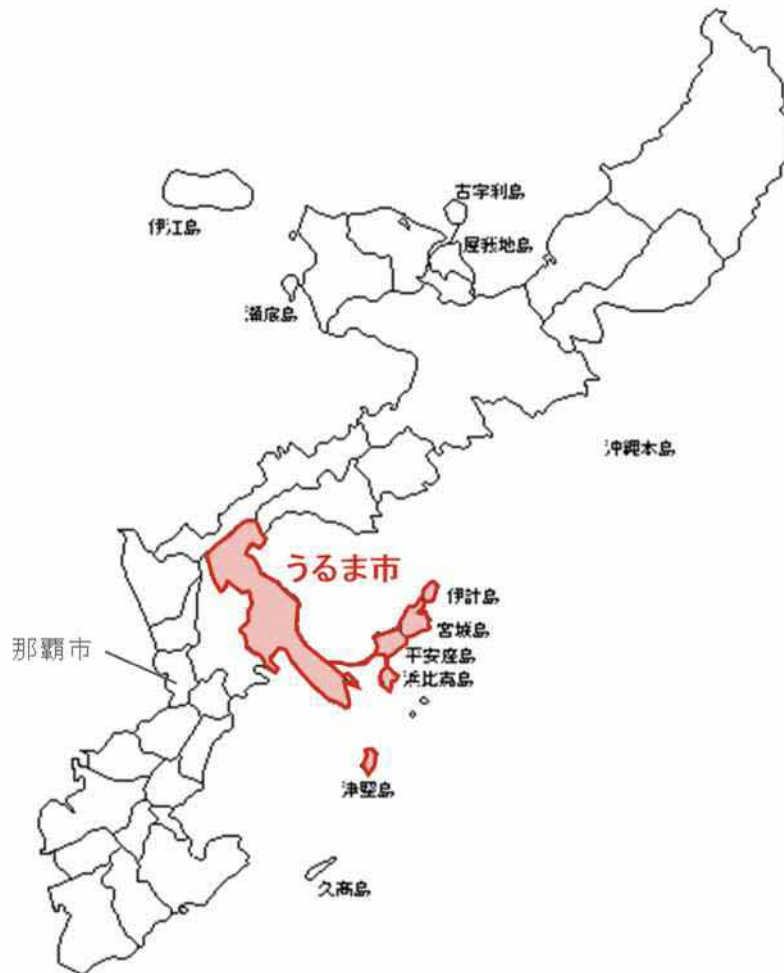 古宇利島
伊江島
屋我地島
瀬底島
沖縄本島
うるま市
伊計島
宮城島
那覇市
平安座島
浜比嘉島
津堅島
久高島